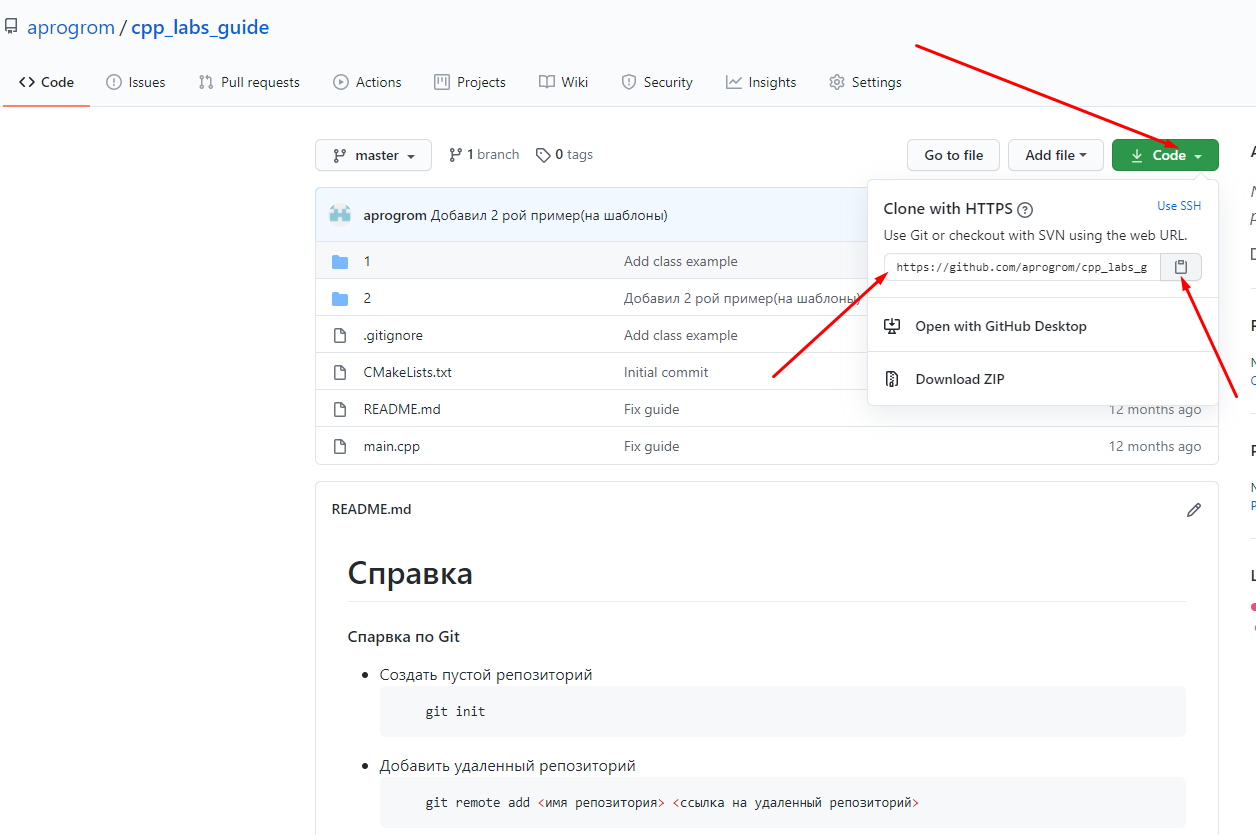 aprogrom / cpp_labs_guide
Code Issues Pull requests Actions Projects Wiki Security Insights Settings
master 1 branch 0 tags Go to file Add file Code
aprogrom Добавил 2 рой пример(на шаблоны)
Clone with HTTPS ? Use SSH
Use Git or checkout with SVN using the web URL.
https://github.com/aprogrom/cpp_labs_g
Open with GitHub Desktop
Download ZIP
1 Add class example
2 Добавил 2 рой пример(на шаблоны)
.gitignore Add class example
CMakeLists.txt Initial commit
README.md Fix guide 12 months ago
main.cpp Fix guide 12 months ago
README.md
Справка
Спарвка по Git
Создать пустой репозиторий
git init
Добавить удаленный репозиторий
git remote add <имя репозитория> <ссылка на удаленный репозиторий>